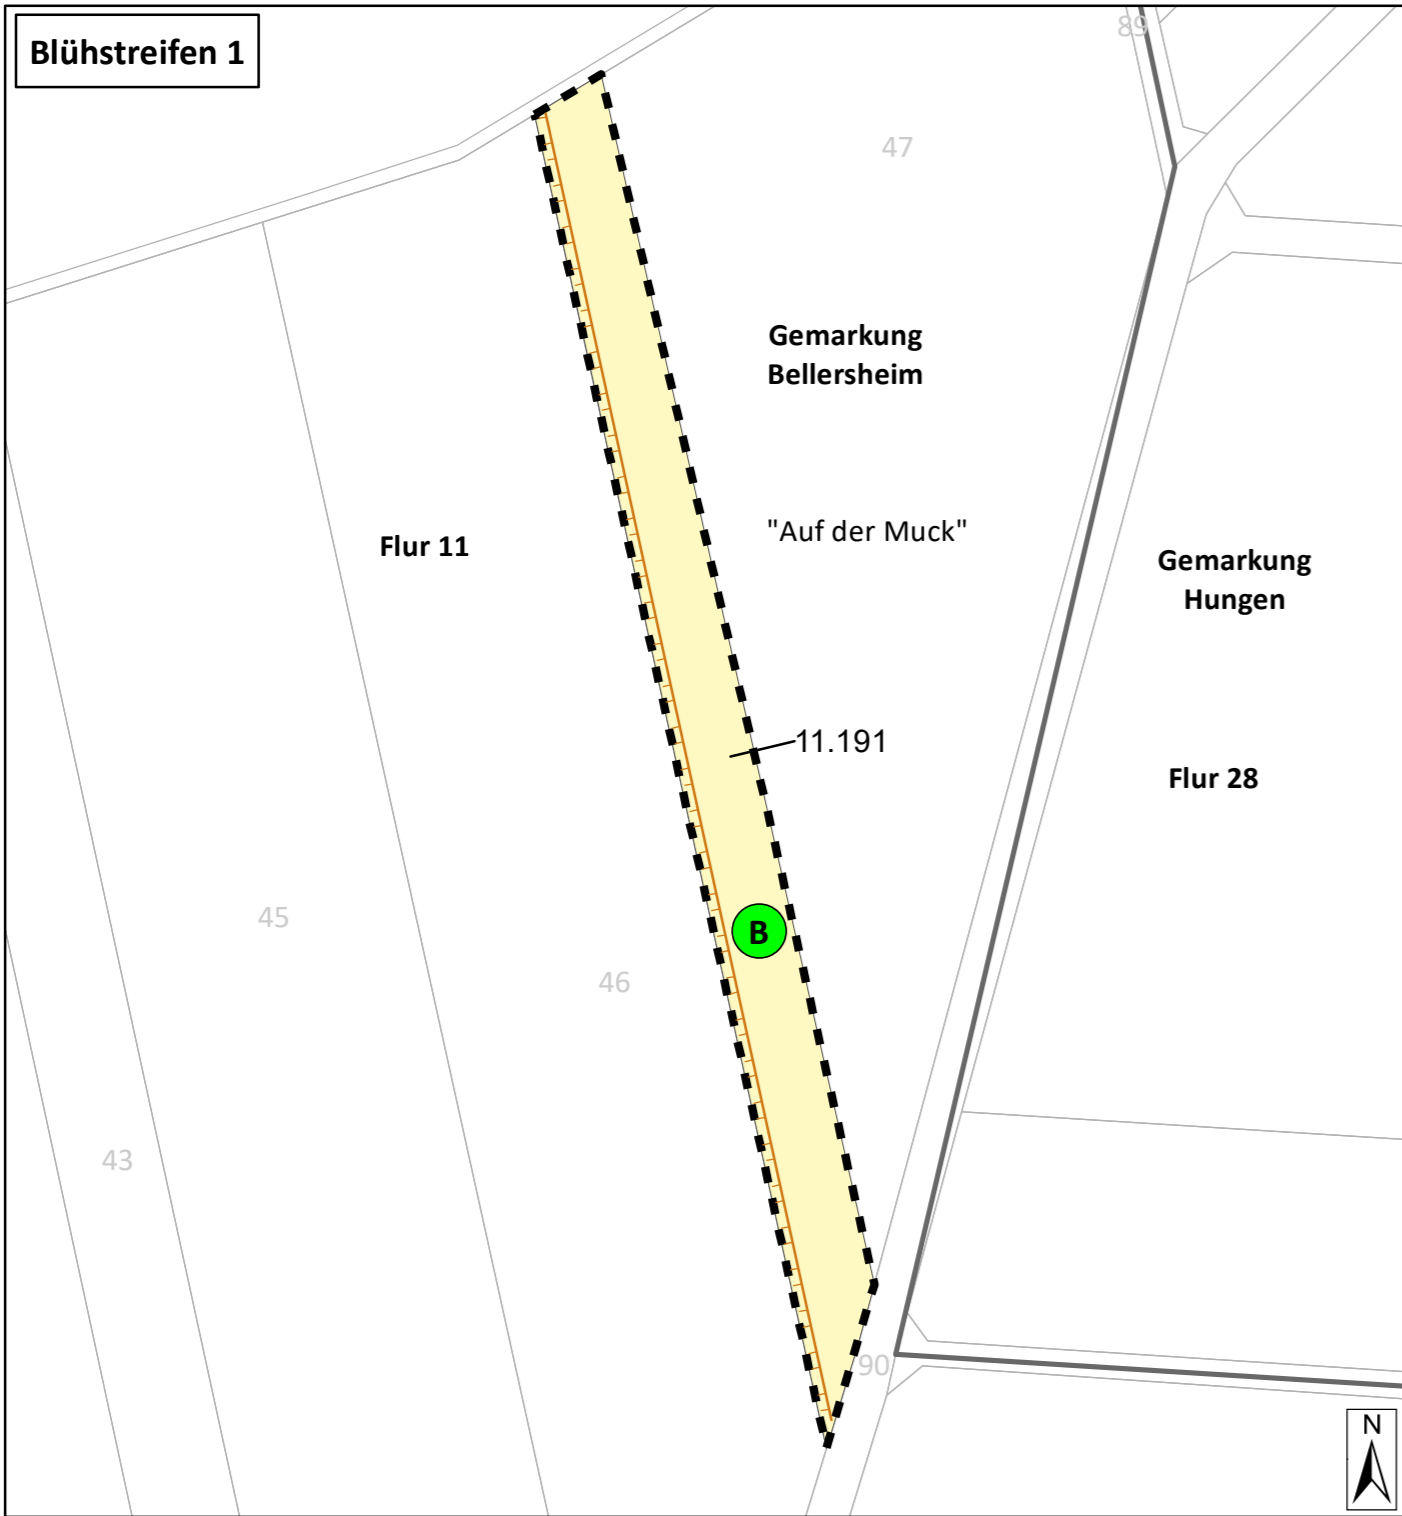 Blühstreifen 1
89
47
Gemarkung
Bellersheim
"Auf der Muck"
Flur 11
Gemarkung
Hungen
11.191
Flur 28
45
B
46
43
90
N